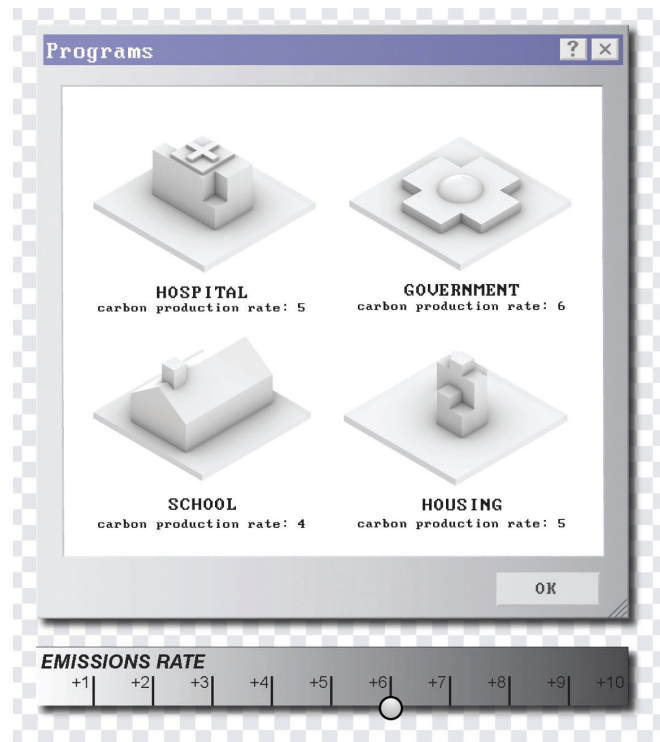 Programs ? ×
HOSPITAL
carbon production rate: 5
GOVERNMENT
carbon production rate: 6
SCHOOL
carbon production rate: 4
HOUSING
carbon production rate: 5
OK
EMISSIONS RATE
+1 +2 +3 +4 +5 +6 +7 +8 +9 +10